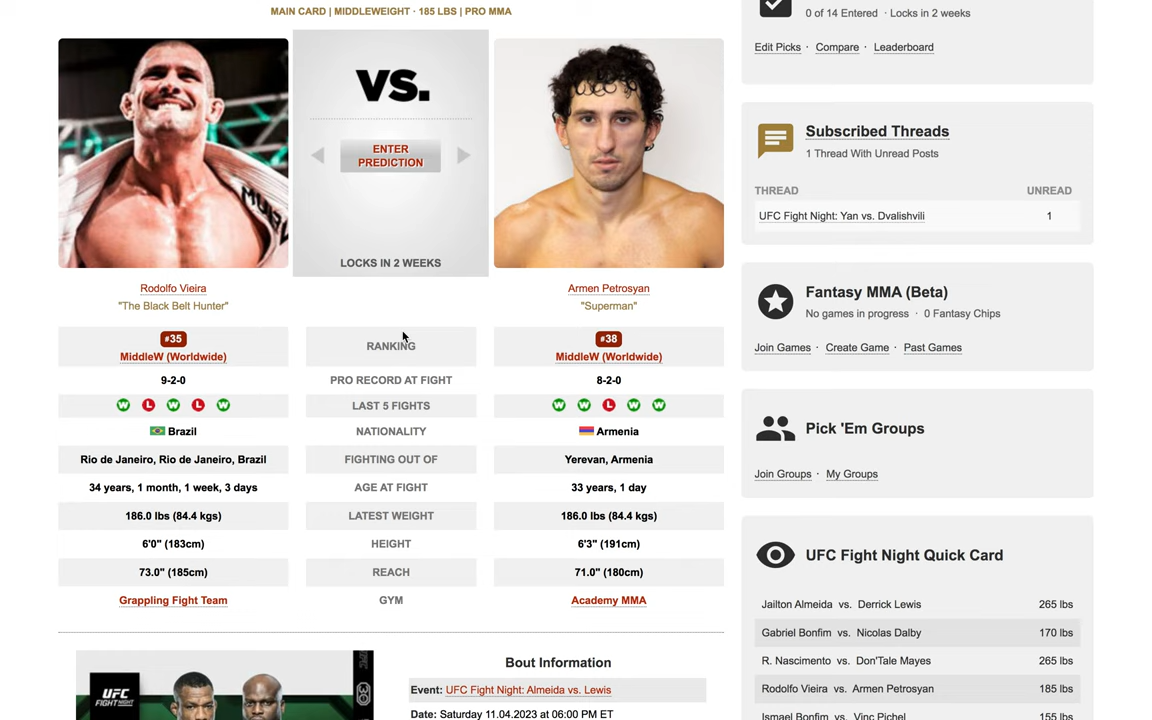 MAIN CARD | MIDDLEWEIGHT · 185 LBS | PRO MMA
VS.
ENTER
PREDICTION
LOCKS IN 2 WEEKS
Rodolfo Vieira
"The Black Belt Hunter"
Armen Petrosyan
"Superman"
#35
MiddleW (Worldwide)
RANKING
#38
MiddleW (Worldwide)
9-2-0 PRO RECORD AT FIGHT 8-2-0
W L W L W LAST 5 FIGHTS W W L W W
Brazil NATIONALITY Armenia
Rio de Janeiro, Rio de Janeiro, Brazil FIGHTING OUT OF Yerevan, Armenia
34 years, 1 month, 1 week, 3 days AGE AT FIGHT 33 years, 1 day
186.0 lbs (84.4 kgs) LATEST WEIGHT 186.0 lbs (84.4 kgs)
6'0" (183cm) HEIGHT 6'3" (191cm)
73.0" (185cm) REACH 71.0" (180cm)
Grappling Fight Team GYM Academy MMA
UFC
FIGHT NIGHT
Bout Information
Event: UFC Fight Night: Almeida vs. Lewis
Date: Saturday 11.04.2023 at 06:00 PM ET
0 of 14 Entered · Locks in 2 weeks
Edit Picks · Compare · Leaderboard
Subscribed Threads
1 Thread With Unread Posts
THREAD UNREAD
UFC Fight Night: Yan vs. Dvalishvili 1
Fantasy MMA (Beta)
No games in progress · 0 Fantasy Chips
Join Games · Create Game · Past Games
Pick 'Em Groups
Join Groups · My Groups
UFC Fight Night Quick Card
Jailton Almeida vs. Derrick Lewis 265 lbs
Gabriel Bonfim vs. Nicolas Dalby 170 lbs
R. Nascimento vs. Don'Tale Mayes 265 lbs
Rodolfo Vieira vs. Armen Petrosyan 185 lbs
Ismael Bonfim vs. Vinc Pichel 155 lbs